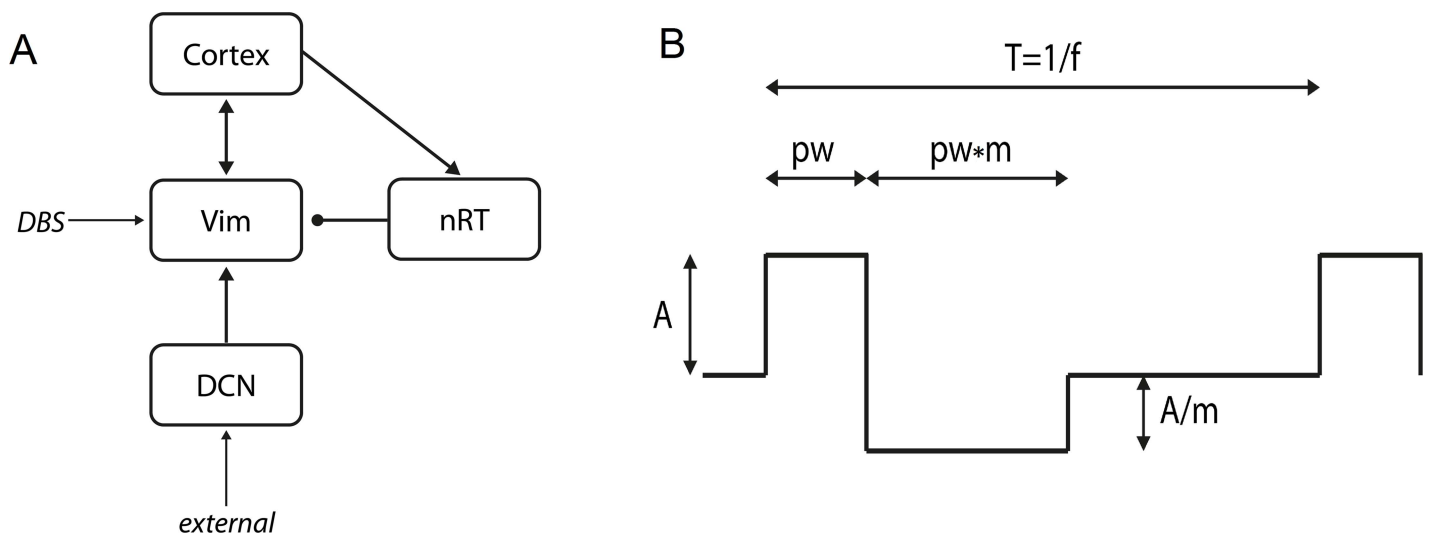 A
Cortex
DBS
Vim
nRT
DCN
external
B
T=1/f
pw
pw*m
A
A/m